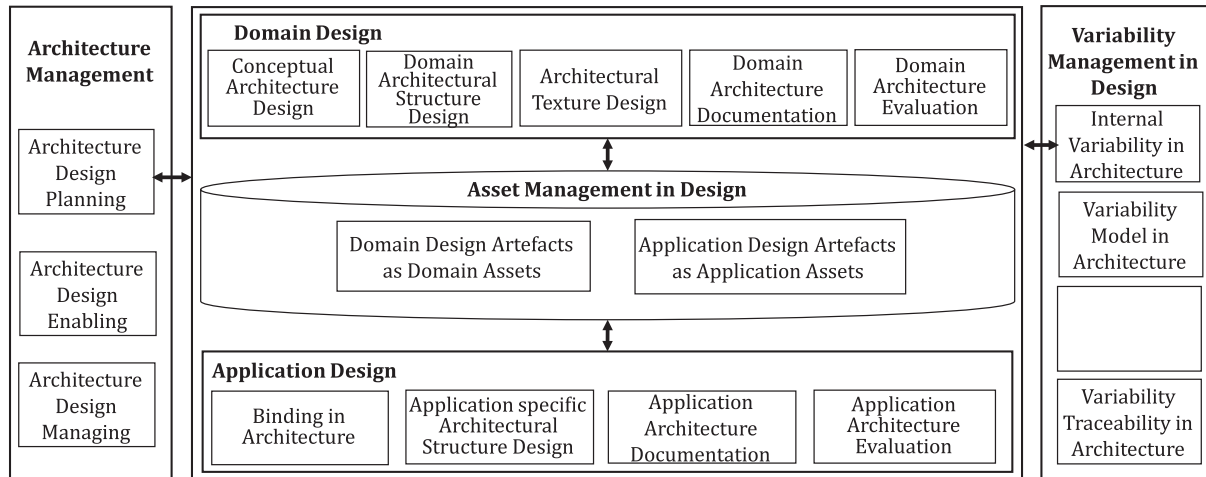 Architecture
Management
Architecture
Design
Planning
Architecture
Design
Enabling
Architecture
Design
Managing
Domain Design
Conceptual
Architecture
Design
Domain
Architectural
Structure
Design
Architectural
Texture Design
Domain
Architecture
Documentation
Domain
Architecture
Evaluation
Asset Management in Design
Domain Design Artefacts
as Domain Assets
Application Design Artefacts
as Application Assets
Application Design
Binding in
Architecture
Application specific
Architectural
Structure Design
Application
Architecture
Documentation
Application
Architecture
Evaluation
Variability
Management in
Design
Internal
Variability in
Architecture
Variability
Model in
Architecture
Variability
Traceability in
Architecture